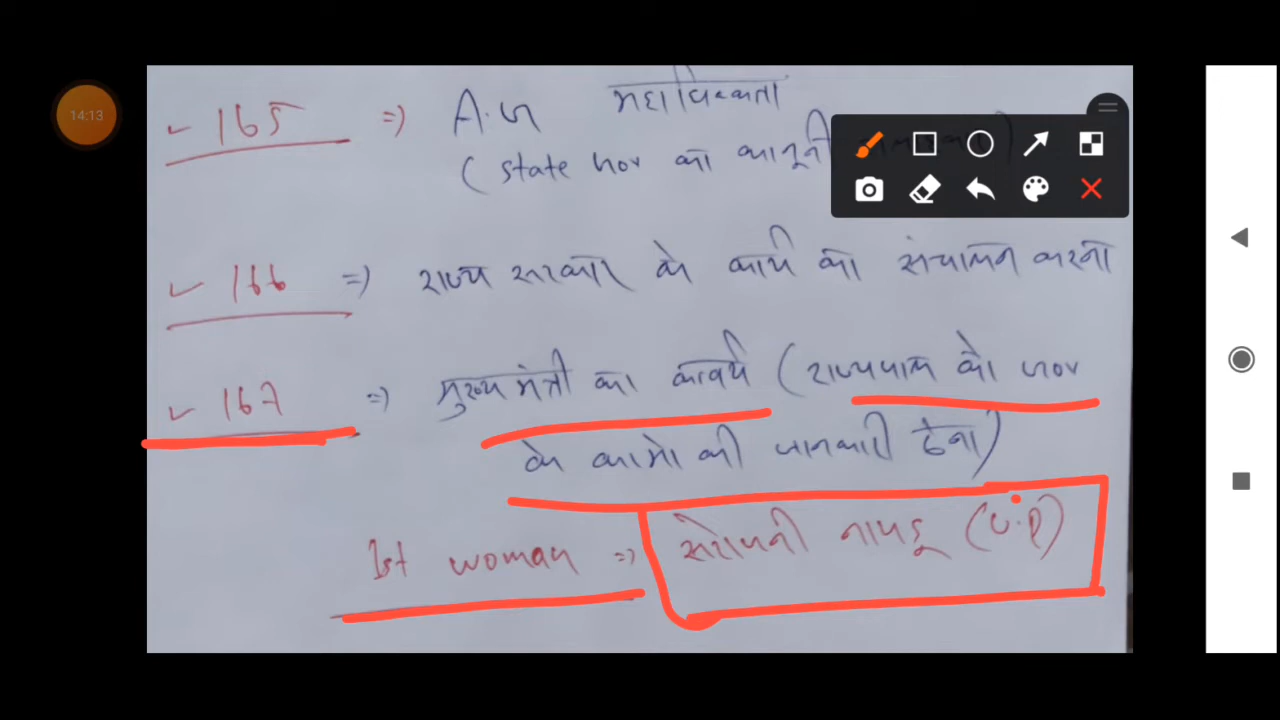 14:13
165 => A.G महाधिवक्ता
(state Gov का कानूनी
166 => राज्य सरकार के कार्य का संचालन करना
167 => मुख्यमंत्री का कर्तव्य (राज्यपाल को Gov
के कामो की जानकारी देना)
1st woman => सरोजनी नायडू (U.P)